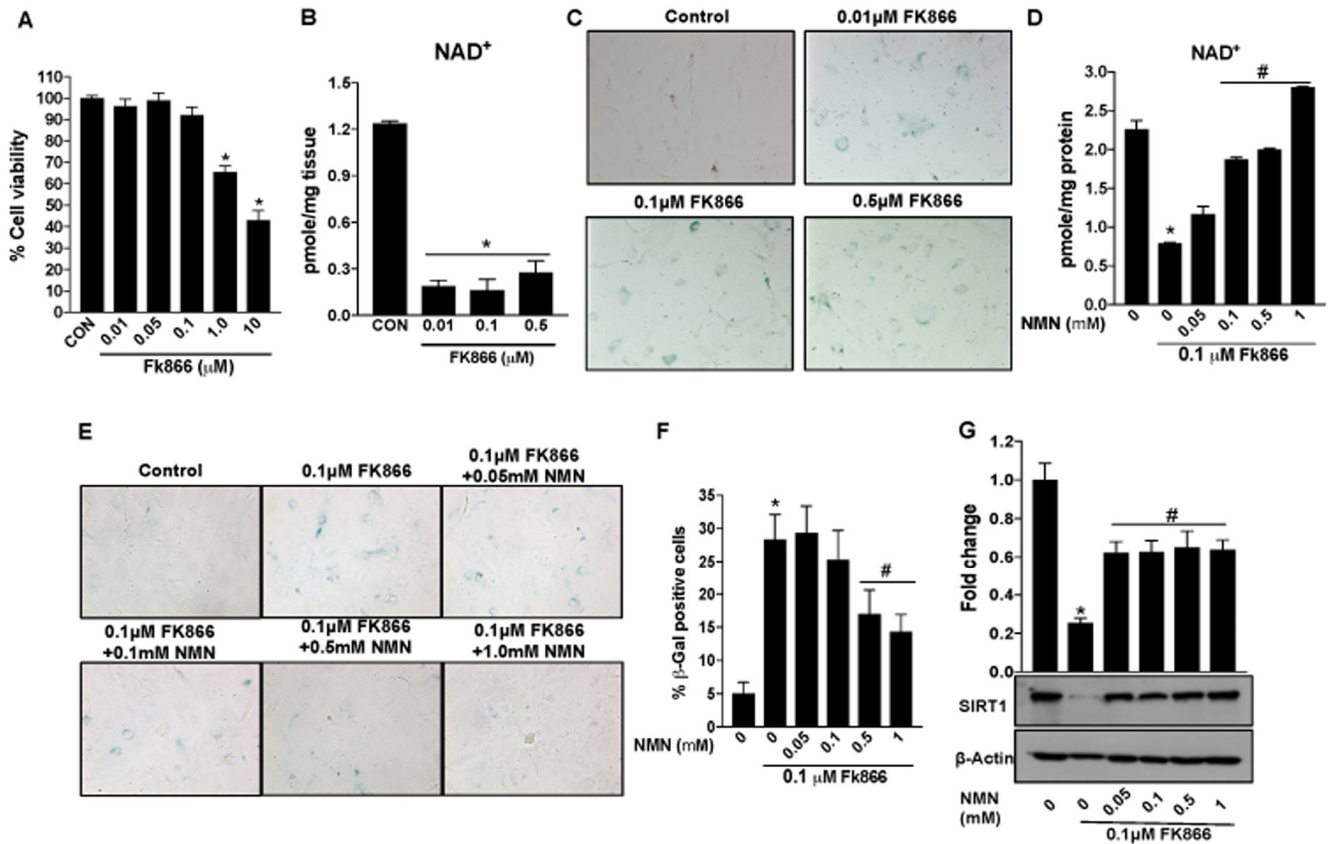 A
110
100
90
80
70
60
50
40
30
20
10
0
% Cell viability
*
*
CON
0.01
0.05
0.1
1.0
10
Fk866 (μM)
B
NAD+
1.5
1.2
0.9
0.6
0.3
0.0
pmole/mg tissue
*
CON
0.01
0.1
0.5
FK866 (μM)
C
Control
0.01μM FK866
0.1μM FK866
0.5μM FK866
D
NAD+
3.0
2.5
2.0
1.5
1.0
0.5
0.0
pmole/mg protein
*
#
NMN (mM)
0
0
0.05
0.1
0.5
1
0.1 μM Fk866
E
Control
0.1μM FK866
0.1μM FK866
+0.05mM NMN
0.1μM FK866
+0.1mM NMN
0.1μM FK866
+0.5mM NMN
0.1μM FK866
+1.0mM NMN
F
35
30
25
20
15
10
5
0
% β-Gal positive cells
*
#
NMN (mM)
0
0
0.05
0.1
0.5
1
0.1 μM Fk866
G
1.2
1.0
0.8
0.6
0.4
0.2
0.0
Fold change
*
#
SIRT1
β-Actin
NMN
(mM)
0
0
0.05
0.1
0.5
1
0.1μM FK866